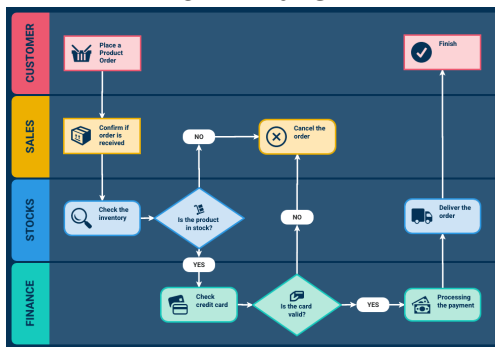 CUSTOMER
Place a
Product
Order
Finish
SALES
Confirm if
order is
received
NO
Cancel the
order
STOCKS
Check the
inventory
Is the product
in stock?
NO
Deliver the
order
YES
FINANCE
Check
credit card
Is the card
valid?
YES
Processing
the payment